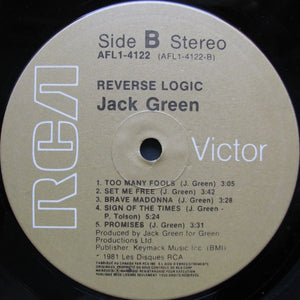 Side B Stereo
AFL1-4122 (AFL1-4122-B)
REVERSE LOGIC
Jack Green
RCA Victor
1. TOO MANY FOOLS (J. Green) 3:05
2. SET ME FREE (J. Green) 3:42
3. BRAVE MADONNA (J. Green) 3:28
4. SIGN OF THE TIMES (J. Green -
P. Tolson) 5:24
5. PROMISES (J. Green) 3:31
Produced by Jack Green for Green
Productions Ltd.
Publisher: Keymack Music Inc (BMI)
℗ 1981 Les Disques RCA